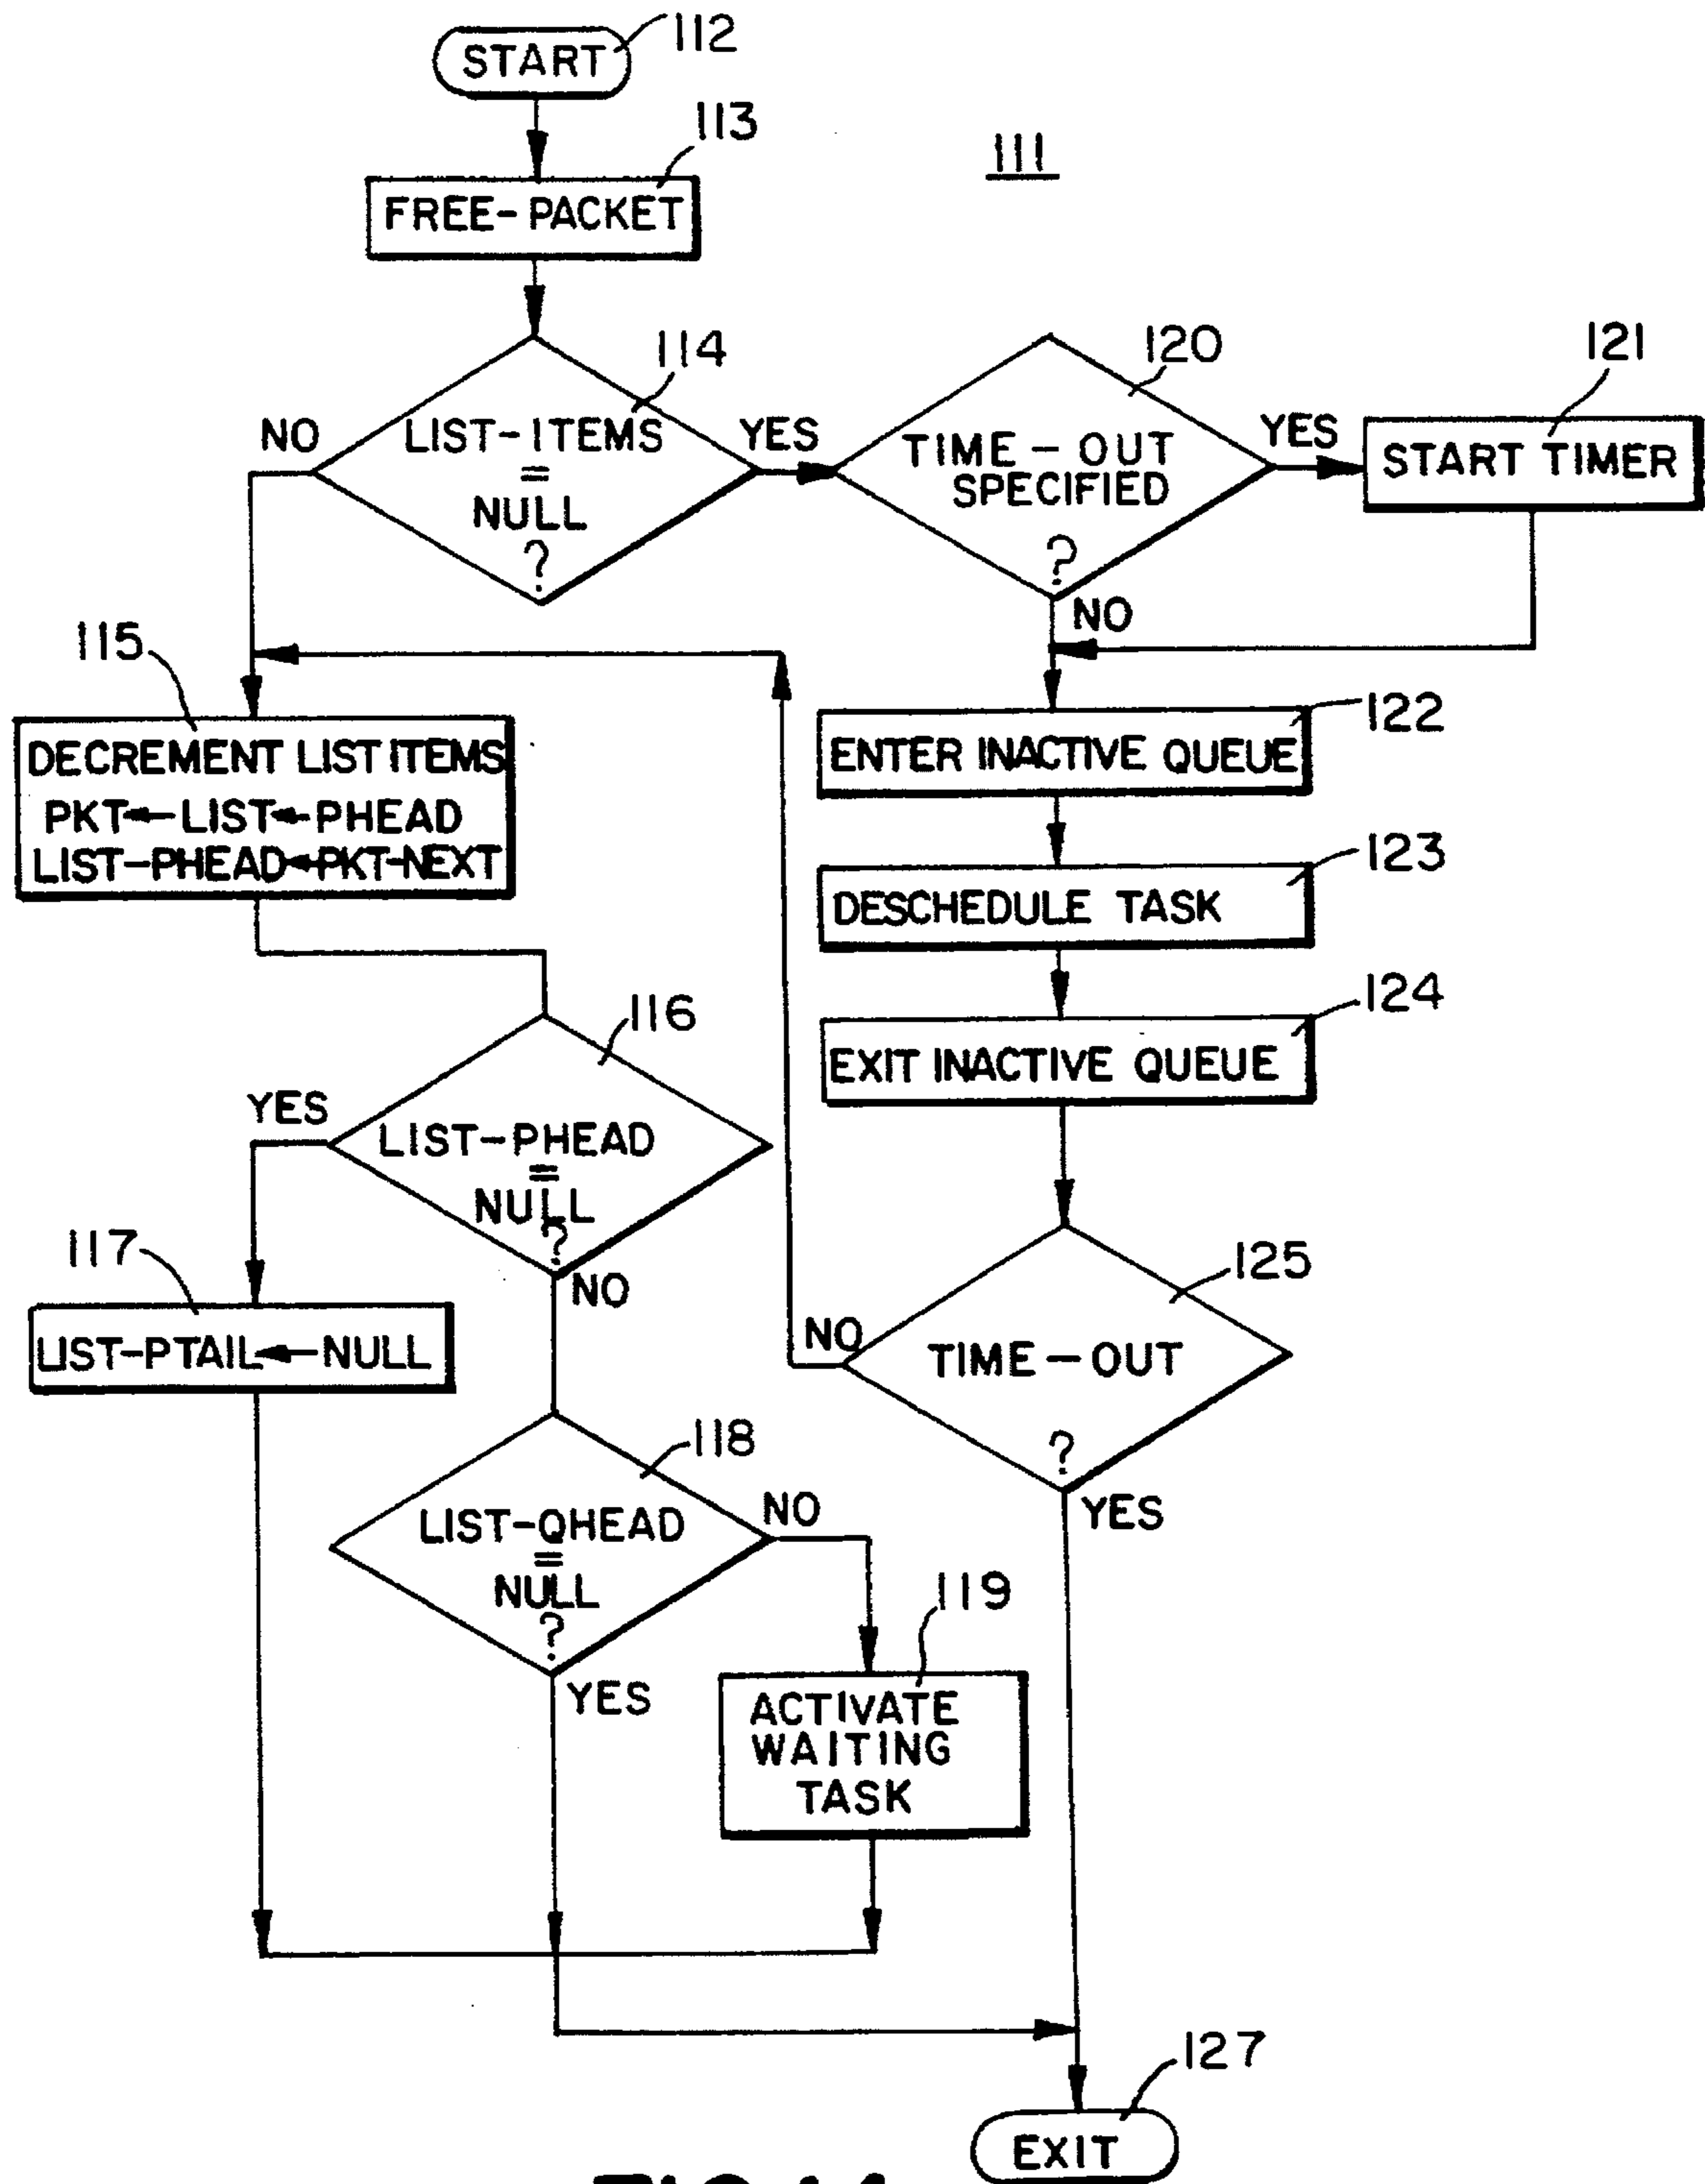 START
112
FREE-PACKET
113
111
LIST-ITEMS
=
NULL
?
114
NO
YES
TIME-OUT
SPECIFIED
?
120
YES
NO
START TIMER
121
115
DECREMENT LIST ITEMS
PKT←LIST←PHEAD
LIST-PHEAD←PKT-NEXT
ENTER INACTIVE QUEUE
122
DESCHEDULE TASK
123
EXIT INACTIVE QUEUE
124
116
YES
LIST-PHEAD
=
NULL
?
NO
117
LIST-PTAIL←NULL
125
NO
TIME-OUT
?
YES
118
LIST-QHEAD
=
NULL
?
NO
YES
119
ACTIVATE
WAITING
TASK
127
EXIT